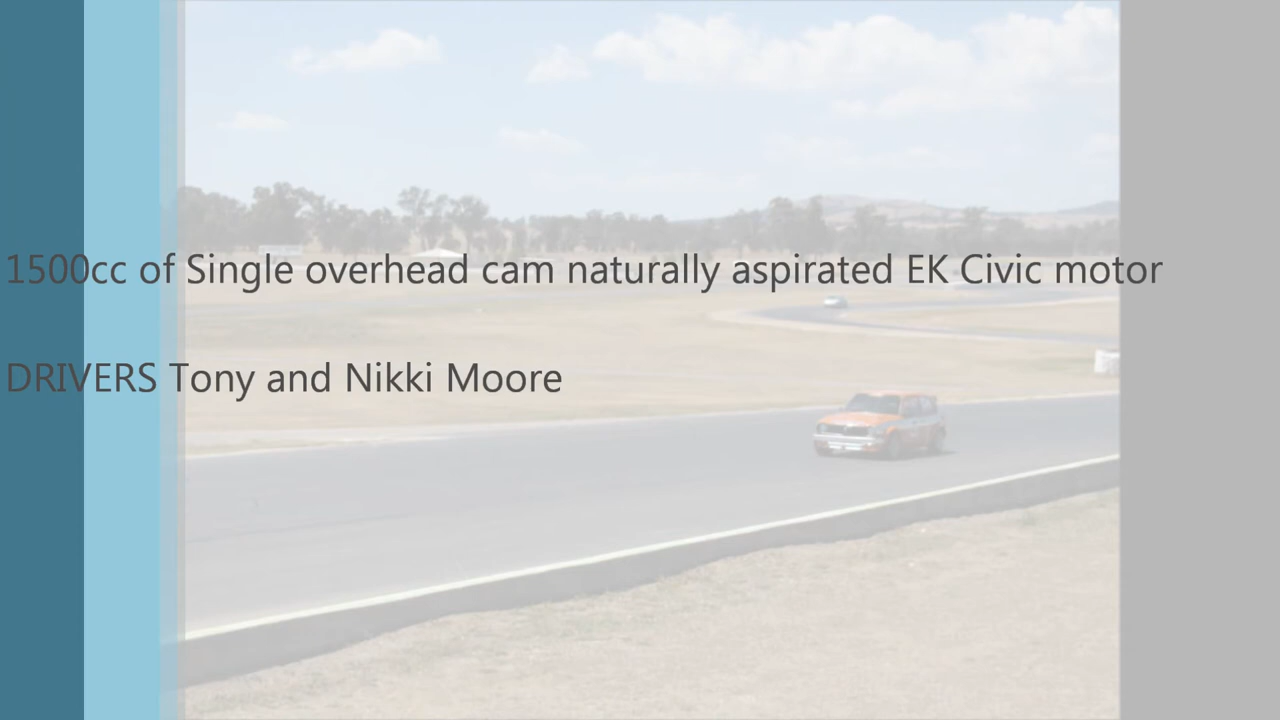 1500cc of Single overhead cam naturally aspirated EK Civic motor
DRIVERS Tony and Nikki Moore